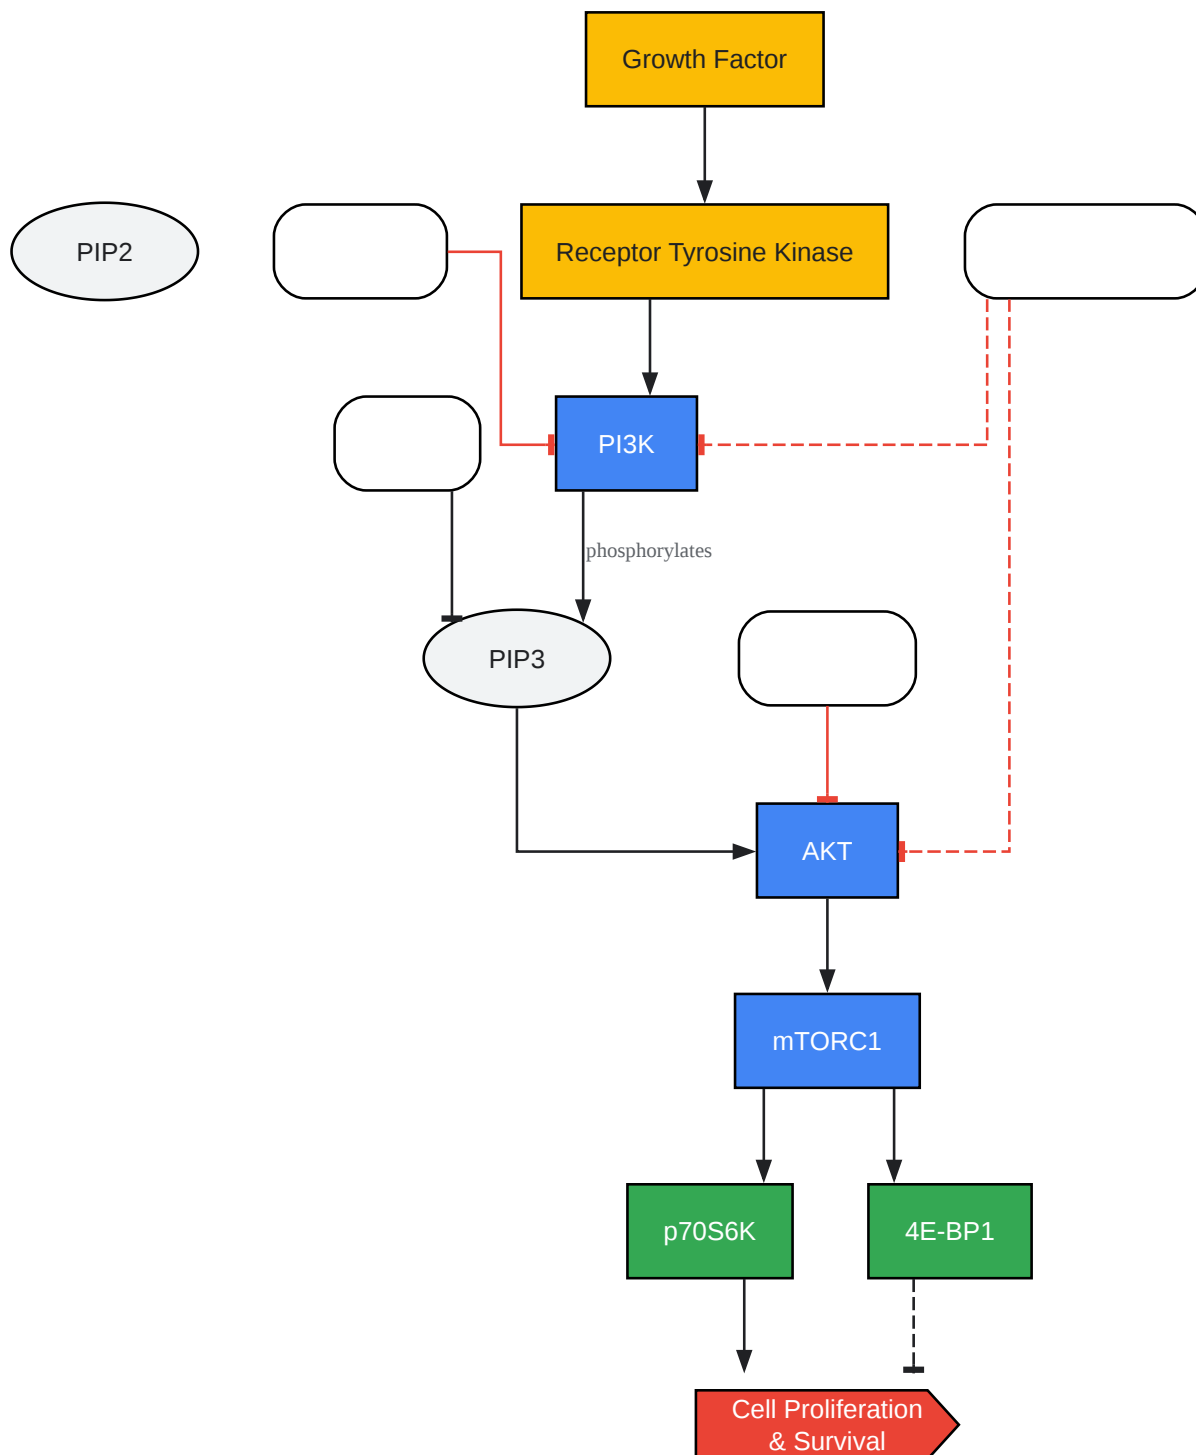 Growth Factor
PIP2
Receptor Tyrosine Kinase
PI3K
phosphorylates
PIP3
AKT
mTORC1
p70S6K
4E-BP1
Cell Proliferation
& Survival